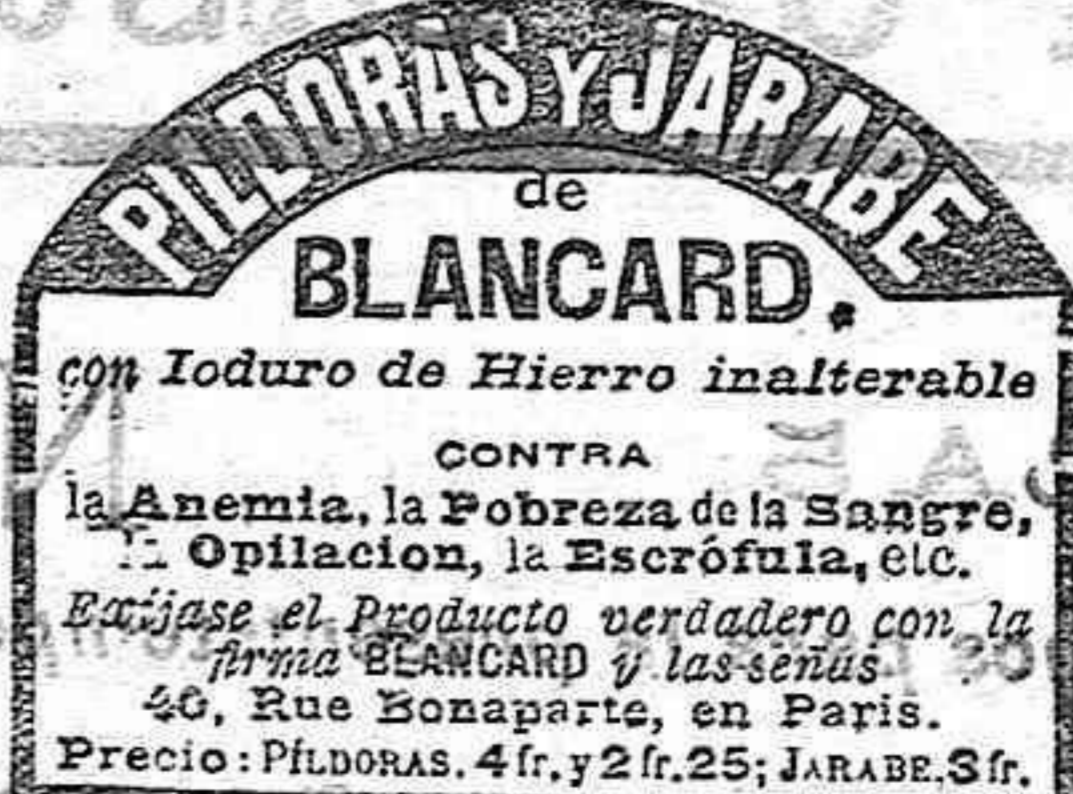 PÍLDORAS Y JARABE
de
BLANCARD.
con Ioduro de Hierro inalterable
CONTRA
la Anemia, la Pobreza de la Sangre,
la Opilacion, la Escrófula, etc.
Exíjase el Producto verdadero con la
firma BLANCARD y las señas
40, Rue Bonaparte, en Paris.
Precio: PÍLDORAS. 4 fr. y 2 fr. 25; JARABE, 3 fr.